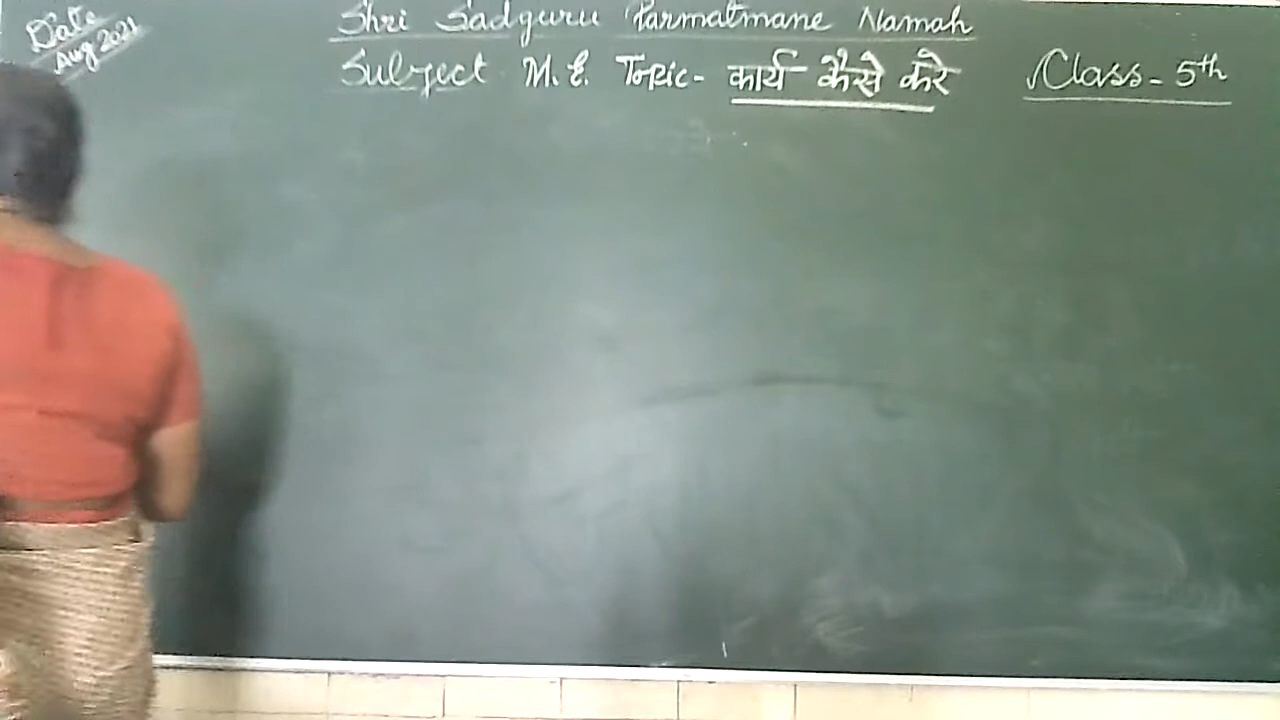 Date
Aug 2021
Shri Sadguru Parmatmane Namah
Subject M.E. Topic- कार्य कैसे करे Class-5th